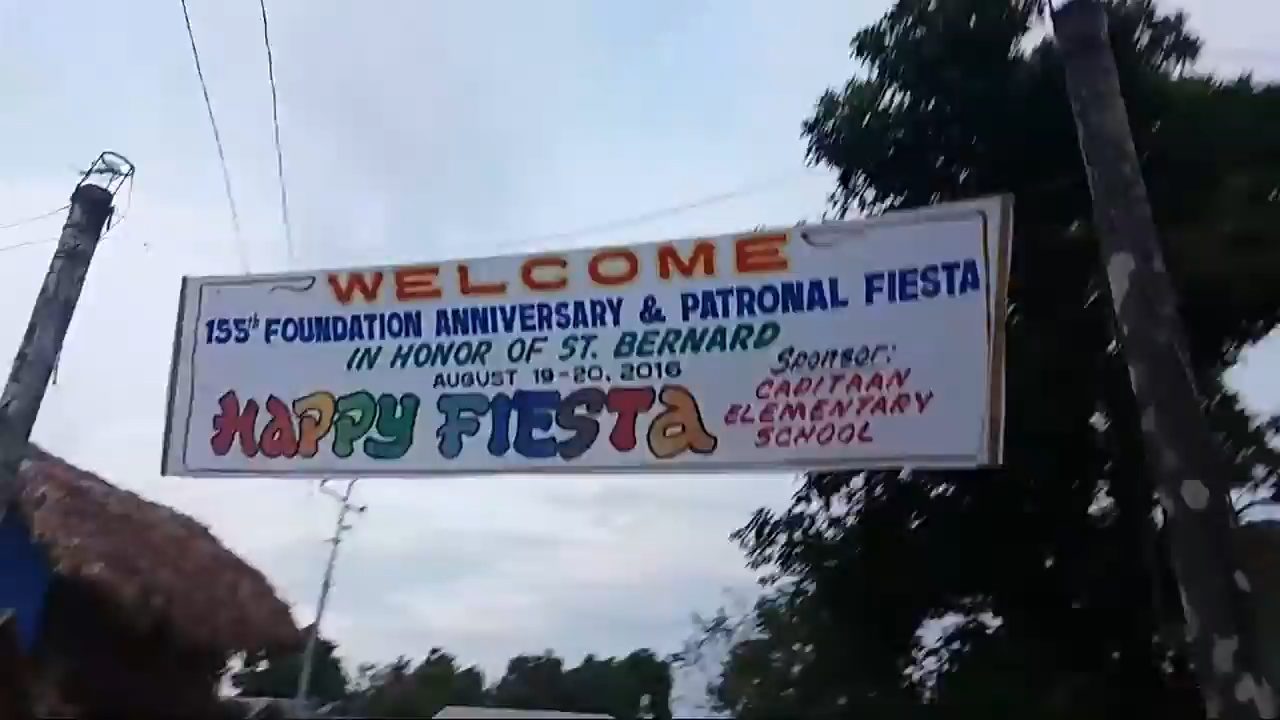 WELCOME
155th FOUNDATION ANNIVERSARY & PATRONAL FIESTA
IN HONOR OF ST. BERNARD
AUGUST 19-20, 2016
HAPPY FIESTA
Sponsor:
CADITAAN
ELEMENTARY
SCHOOL